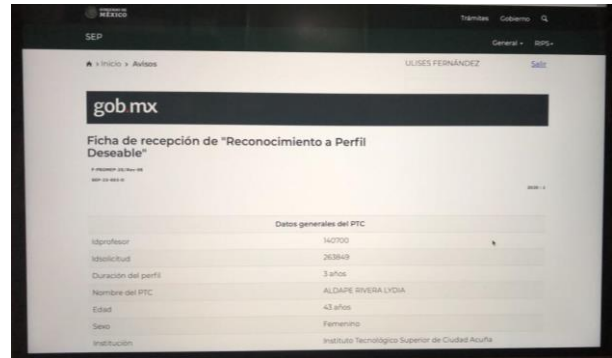 MÉXICO
Trámites Gobierno
SEP
General RIPS
Inicio Avisos ULISES FERNÁNDEZ Salir
gob.mx
Ficha de recepción de "Reconocimiento a Perfil
Deseable"
Datos generales del PTC
Idprofesor 140700
Idsolicitud 263849
Duración del perfil 3 años
Nombre del PTC ALDAPE RIVERA LYDIA
Edad 43 años
Sexo Femenino
Institución Instituto Tecnológico Superior de Ciudad Acuña